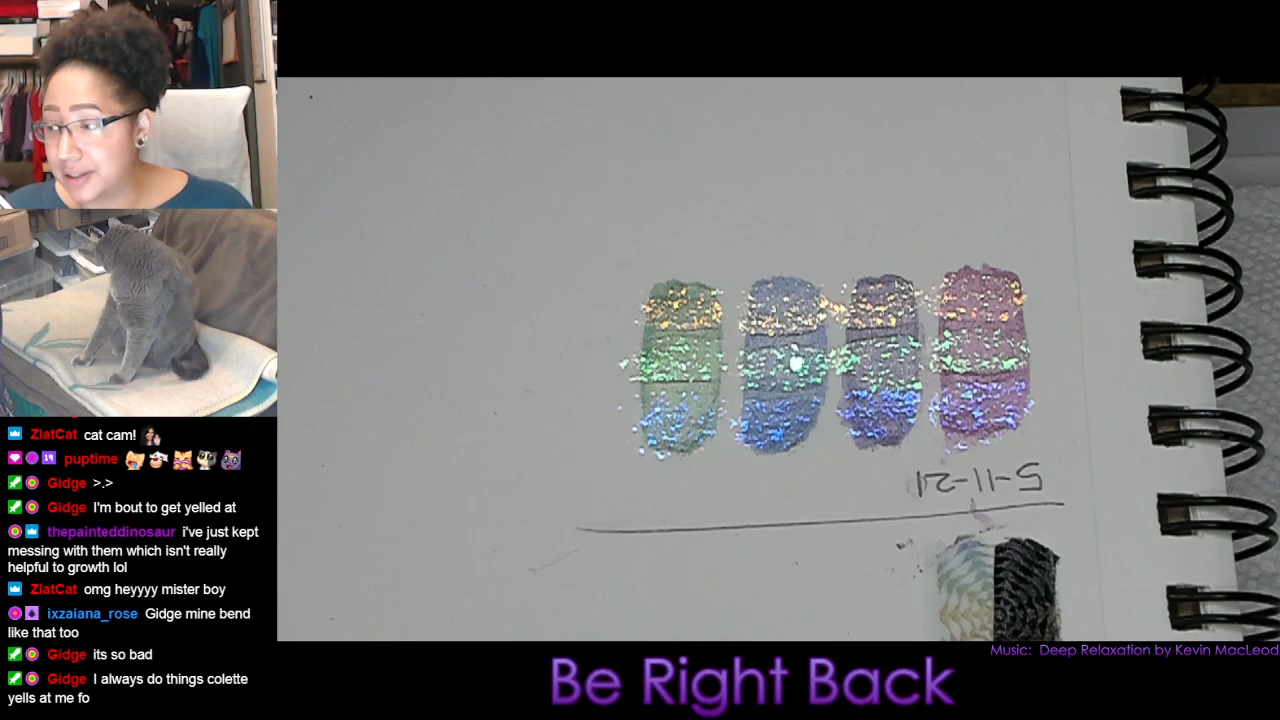 ZlatCat cat cam!
19 puptime
Gidge >.>
Gidge I'm bout to get yelled at
thepainteddinosaur i've just kept
messing with them which isn't really
helpful to growth lol
ZlatCat omg heyyyy mister boy
ixzaiana_rose Gidge mine bend
like that too
Gidge its so bad
Gidge I always do things colette
yells at me fo
5-11-21
Music: Deep Relaxation by Kevin MacLeod
Be Right Back